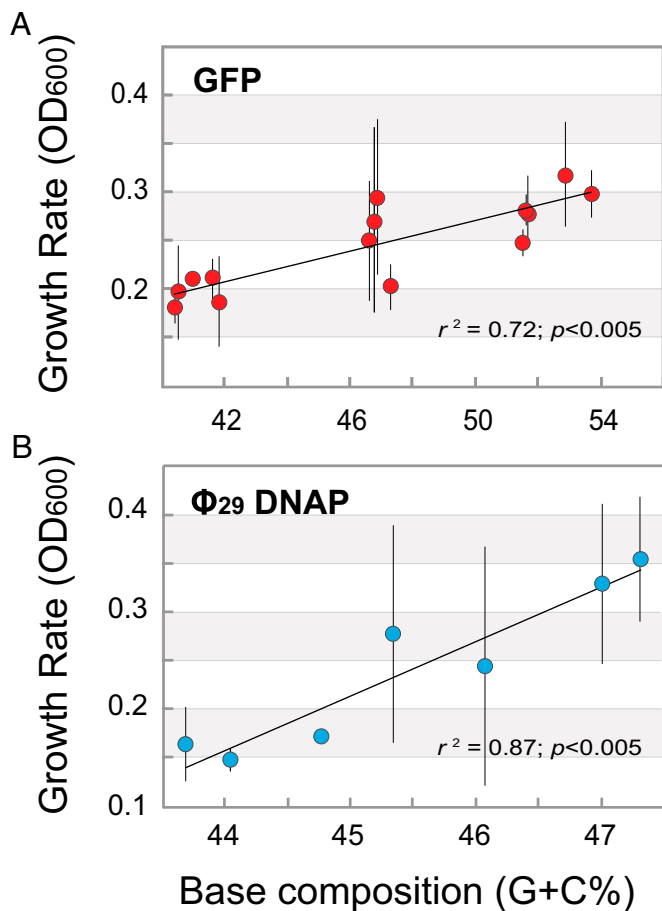 A
GFP
Growth Rate (OD600)
0.4
0.3
0.2
r² = 0.72; p<0.005
42 46 50 54
B
Φ29 DNAP
Growth Rate (OD600)
0.4
0.3
0.2
0.1
r² = 0.87; p<0.005
44 45 46 47
Base composition (G+C%)